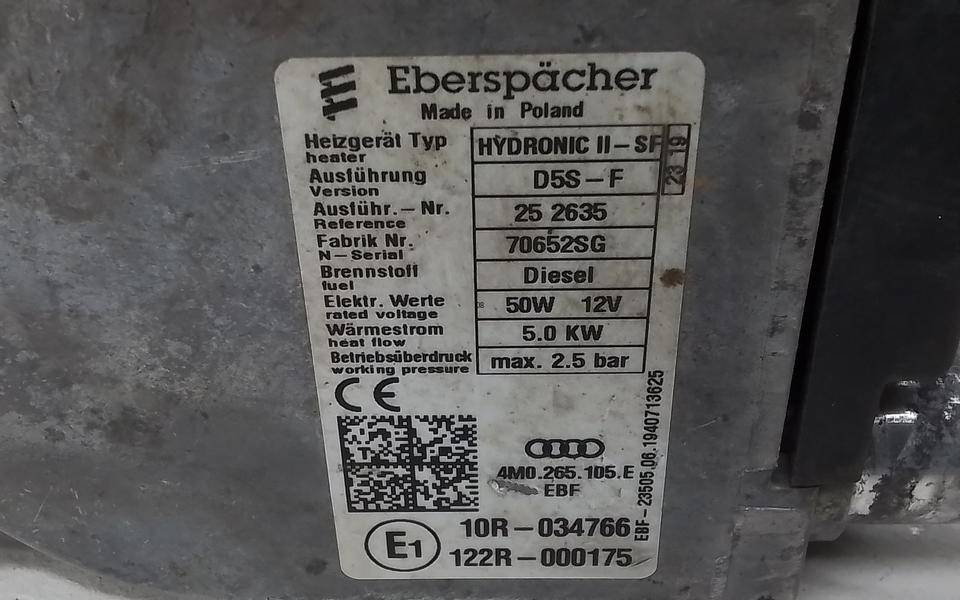 Eberspächer
Made in Poland
Heizgerät Typ HYDRONIC II-SF
heater
23 19
Ausführung D5S-F
Version
Ausführ.-Nr. 25 2635
Reference
Fabrik Nr. 70652SG
N-Serial
Brennstoff Diesel
fuel
Elektr. Werte 50W 12V
rated voltage
Wärmestrom 5.0 KW
heat flow
Betriebsüberdruck max. 2.5 bar
working pressure
CE
4M0.265.105.E
EBF
EBF-23505.06.1940713625
E1
10R-034766
122R-000175